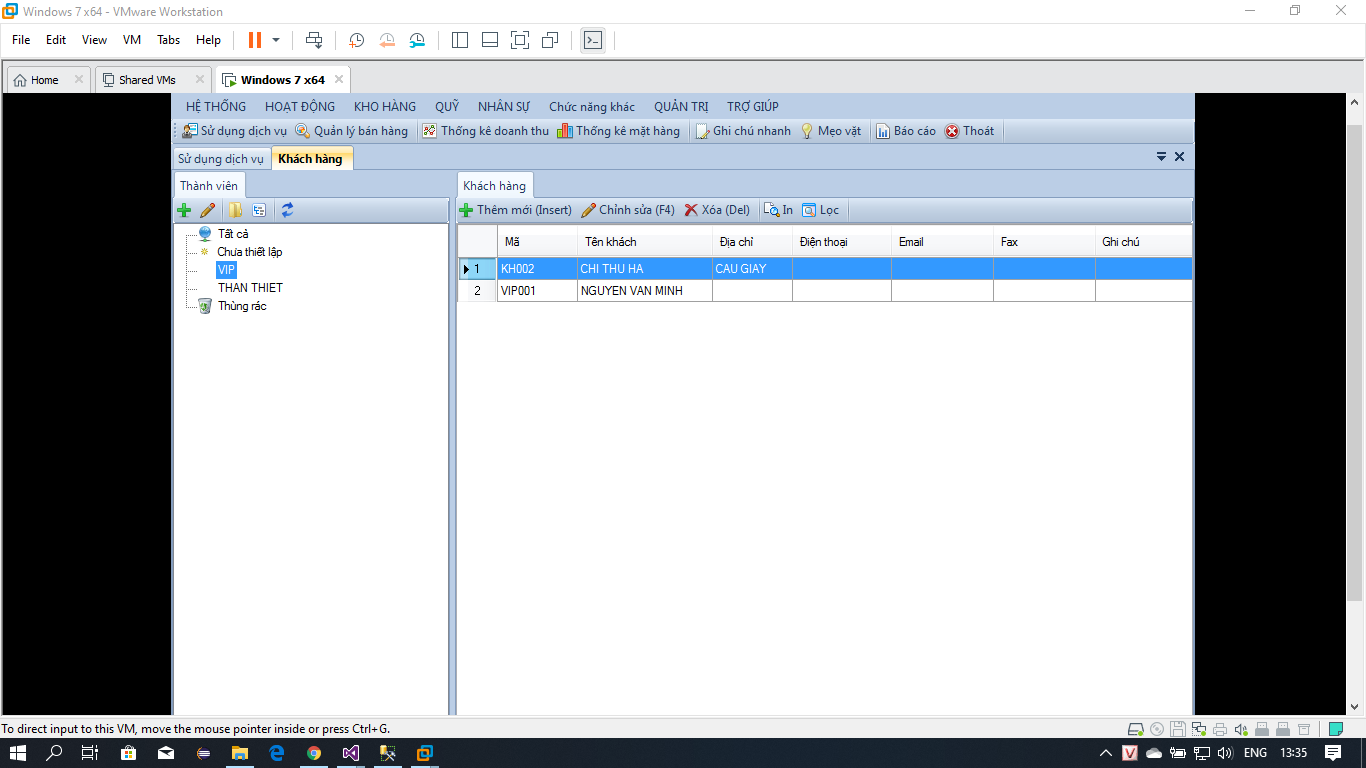 Windows 7 x64 - VMware Workstation
File Edit View VM Tabs Help
Home Shared VMs Windows 7 x64
HỆ THỐNG HOẠT ĐỘNG KHO HÀNG QUỸ NHÂN SỰ Chức năng khác QUẢN TRỊ TRỢ GIÚP
Sử dụng dịch vụ Quản lý bán hàng Thống kê doanh thu Thống kê mặt hàng Ghi chú nhanh Mẹo vặt Báo cáo Thoát
Sử dụng dịch vụ Khách hàng
Thành viên Khách hàng
Thêm mới (Insert) Chỉnh sửa (F4) Xóa (Del) In Lọc
Tất cả
Chưa thiết lập
VIP
THAN THIET
Thùng rác
Mã Tên khách Địa chỉ Điện thoại Email Fax Ghi chú
1 KH002 CHI THU HA CAU GIAY
2 VIP001 NGUYEN VAN MINH
To direct input to this VM, move the mouse pointer inside or press Ctrl+G.
V ENG 13:35